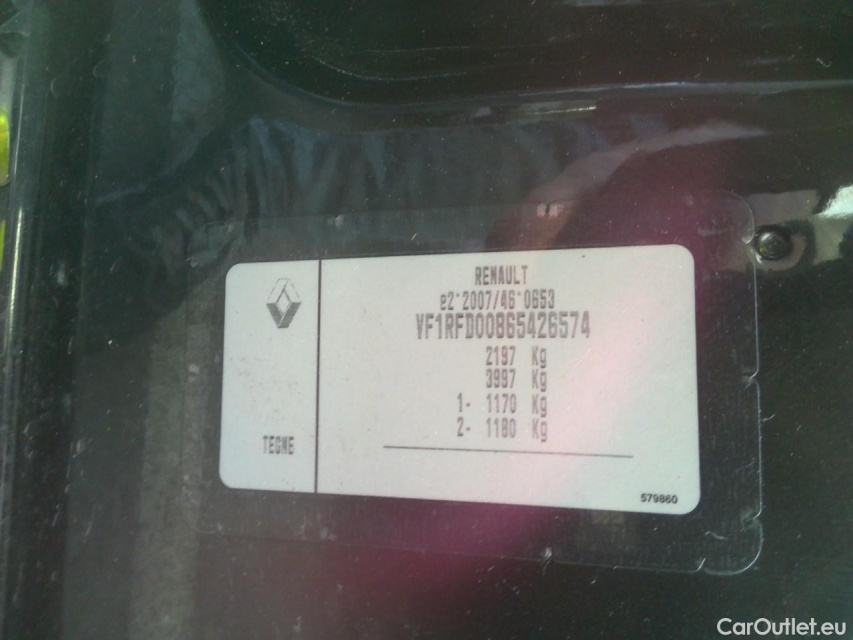 RENAULT
e2*2007/46*0653
VF1RFD00865426574
2197 Kg
3997 Kg
1- 1170 Kg
2- 1180 Kg
TEGNE
579860
CarOutlet.eu